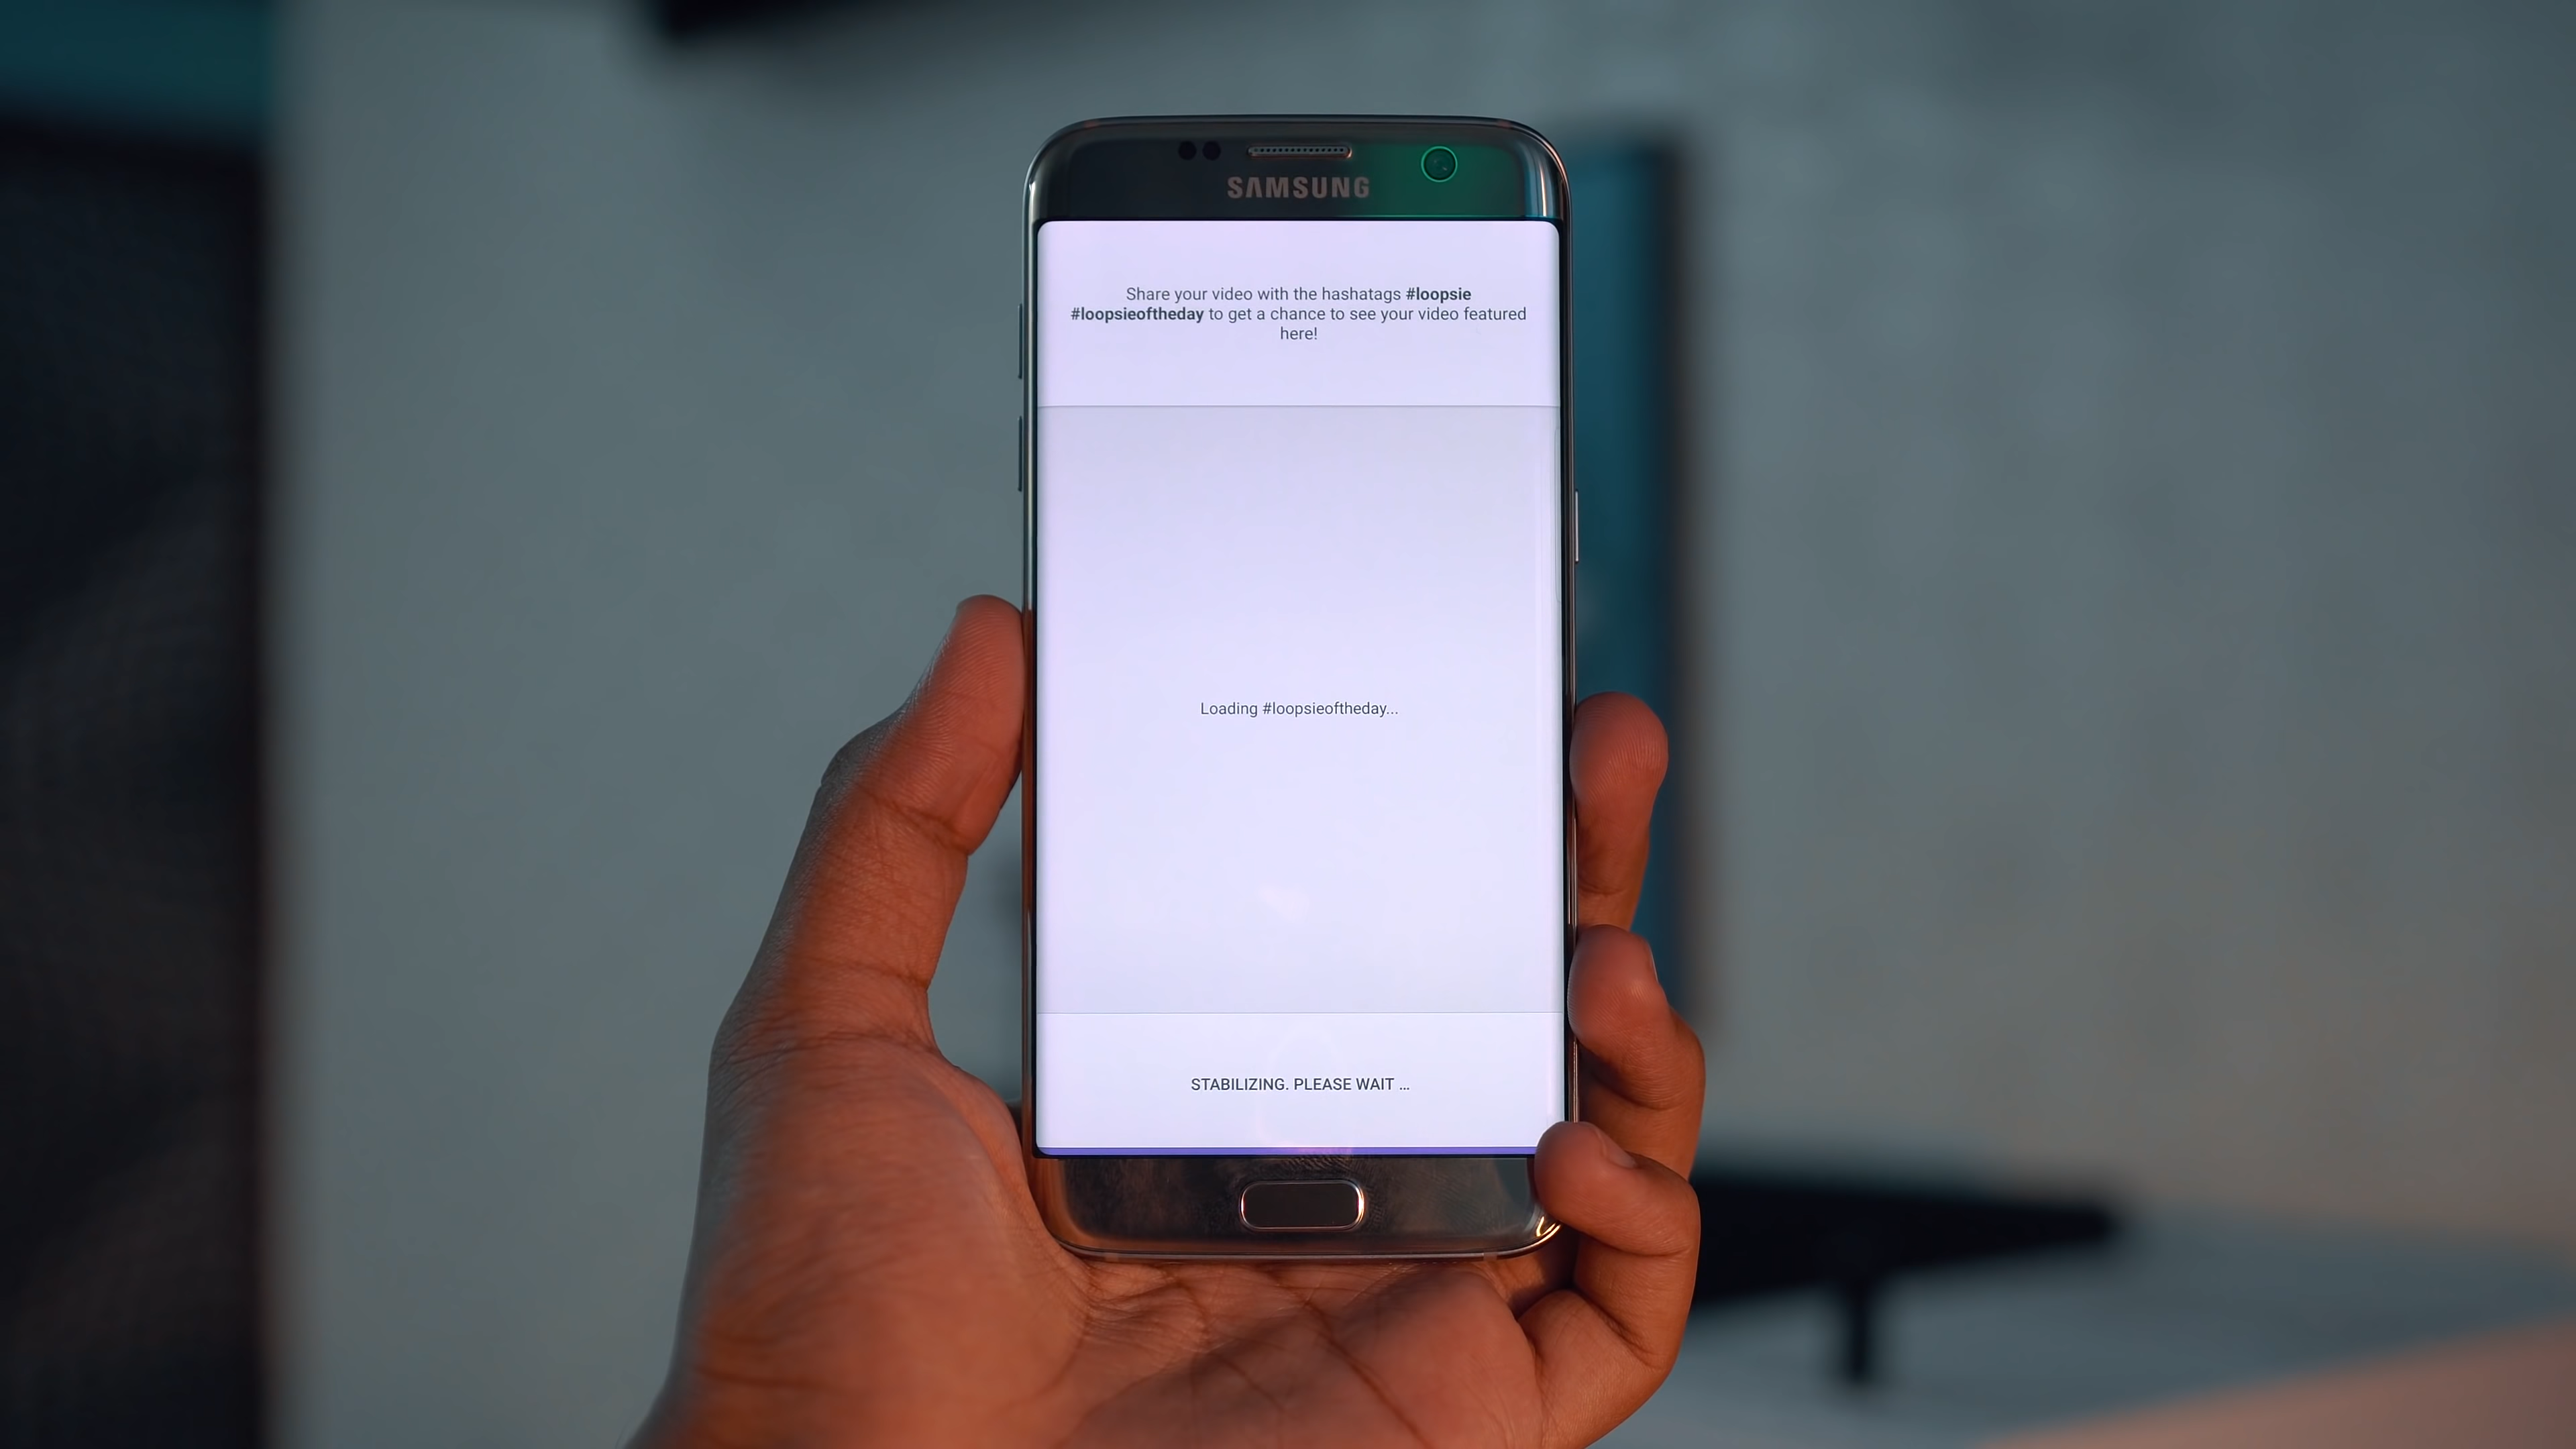 SAMSUNG
Share your video with the hashatags #loopsie
#loopsieoftheday to get a chance to see your video featured
here!
Loading #loopsieoftheday...
STABILIZING. PLEASE WAIT ...